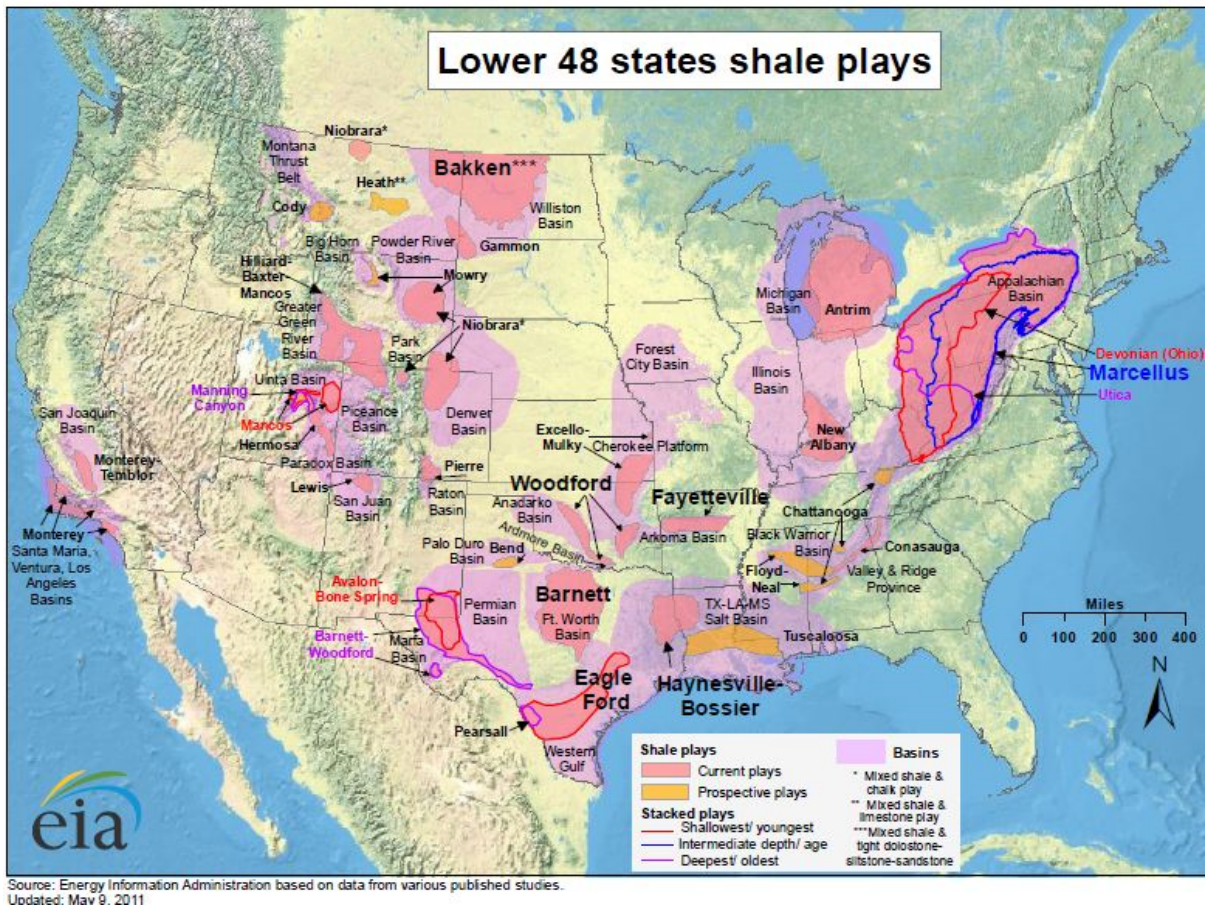 Lower 48 states shale plays
Niobrara*
Montana
Thrust
Belt
Bakken***
Heath**
Cody
Williston
Basin
Big Horn
Basin
Powder River
Basin
Gammon
Hilliard-
Baxter-
Mancos
Mowry
Greater
Green
River
Basin
Niobrara*
Park
Basin
Michigan
Basin
Antrim
Appalachian
Basin
Devonian (Ohio)
Marcellus
Utica
Forest
City Basin
Illinois
Basin
Uinta Basin
Manning
Canyon
Mancos
Piceance
Basin
Denver
Basin
San Joaquin
Basin
Hermosa
Paradox Basin
Excello-
Mulky
Cherokee Platform
New
Albany
Monterey-
Temblor
Lewis
San Juan
Basin
Pierre
Raton
Basin
Woodford
Anadarko
Basin
Fayetteville
Chattanooga
Monterey
Santa Maria,
Ventura, Los
Angeles
Basins
Ardmore Basin
Arkoma Basin
Black Warrior
Basin
Conasauga
Palo Duro
Basin
Bend
Floyd-
Neal
Valley & Ridge
Province
Avalon-
Bone Spring
Permian
Basin
Barnett
Ft. Worth
Basin
TX-LA-MS
Salt Basin
Tuscaloosa
Barnett-
Woodford
Marfa
Basin
Eagle
Ford
Haynesville-
Bossier
Pearsall
Western
Gulf
Miles
0 100 200 300 400
N
Shale plays
Current plays
Prospective plays
Stacked plays
Shallowest/ youngest
Intermediate depth/ age
Deepest/ oldest
Basins
* Mixed shale &
chalk play
** Mixed shale &
limestone play
***Mixed shale &
tight dolostone-
siltstone-sandstone
eia
Source: Energy Information Administration based on data from various published studies.
Updated: May 9, 2011